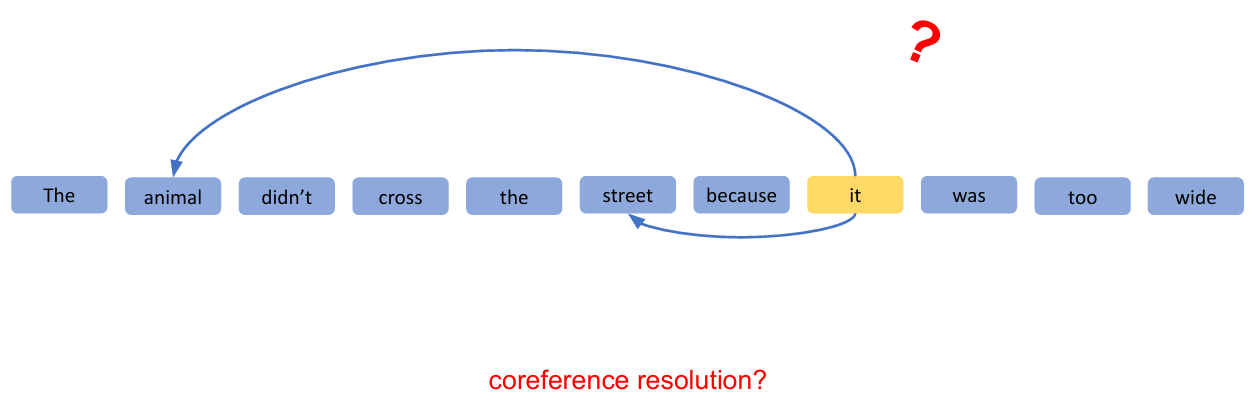 ?
The animal didn’t cross the street because it was too wide
coreference resolution?